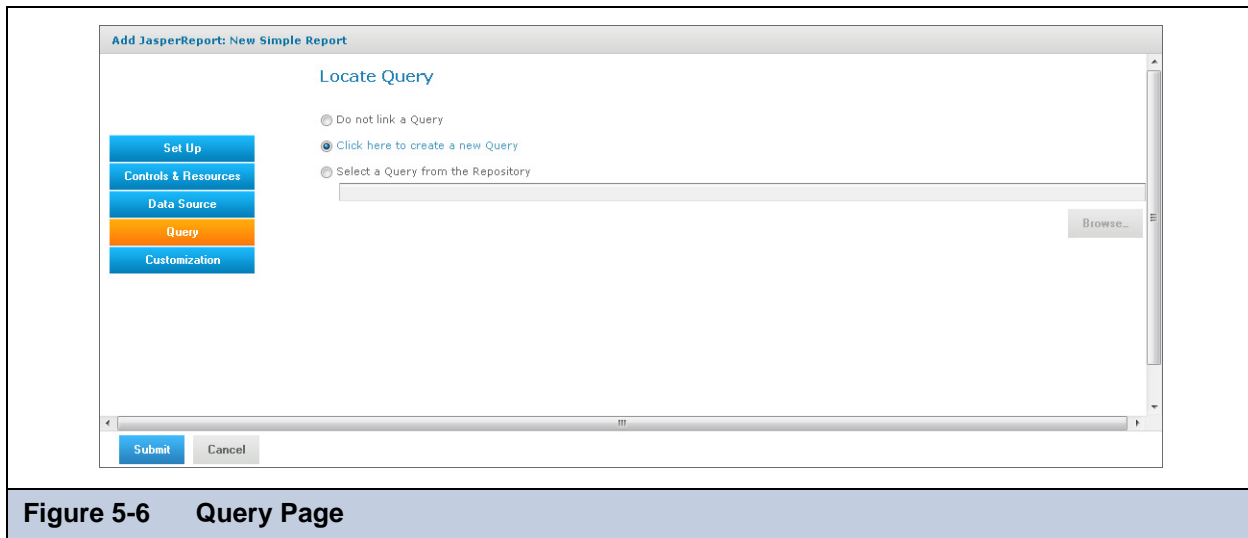 Add JasperReport: New Simple Report
Locate Query
Do not link a Query
Click here to create a new Query
Select a Query from the Repository
Browse...
Set Up
Controls & Resources
Data Source
Query
Customization
Submit
Cancel
Figure 5-6 Query Page